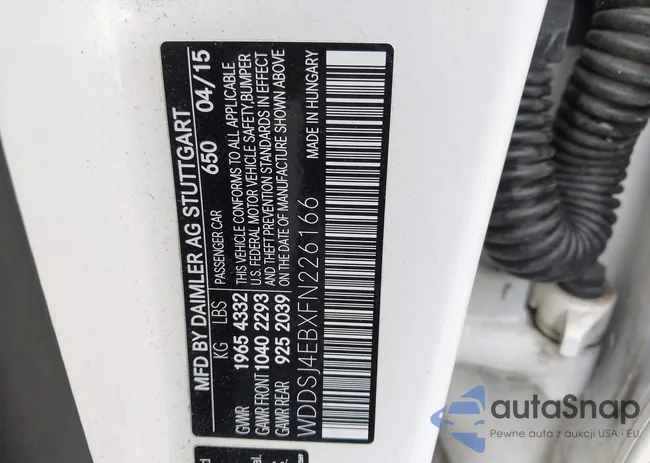 MFD BY DAIMLER AG STUTTGART
PASSENGER CAR 650 04/15
KG LBS
GVWR 1965 4332
GAWR FRONT 1040 2293
GAWR REAR 925 2039
THIS VEHICLE CONFORMS TO ALL APPLICABLE
U.S. FEDERAL MOTOR VEHICLE SAFETY,BUMPER
AND THEFT PREVENTION STANDARDS IN EFFECT
ON THE DATE OF MANUFACTURE SHOWN ABOVE
WDDSJ4EBXFN226166 MADE IN HUNGARY
autaSnap
Pewne auta z aukcji USA i EU